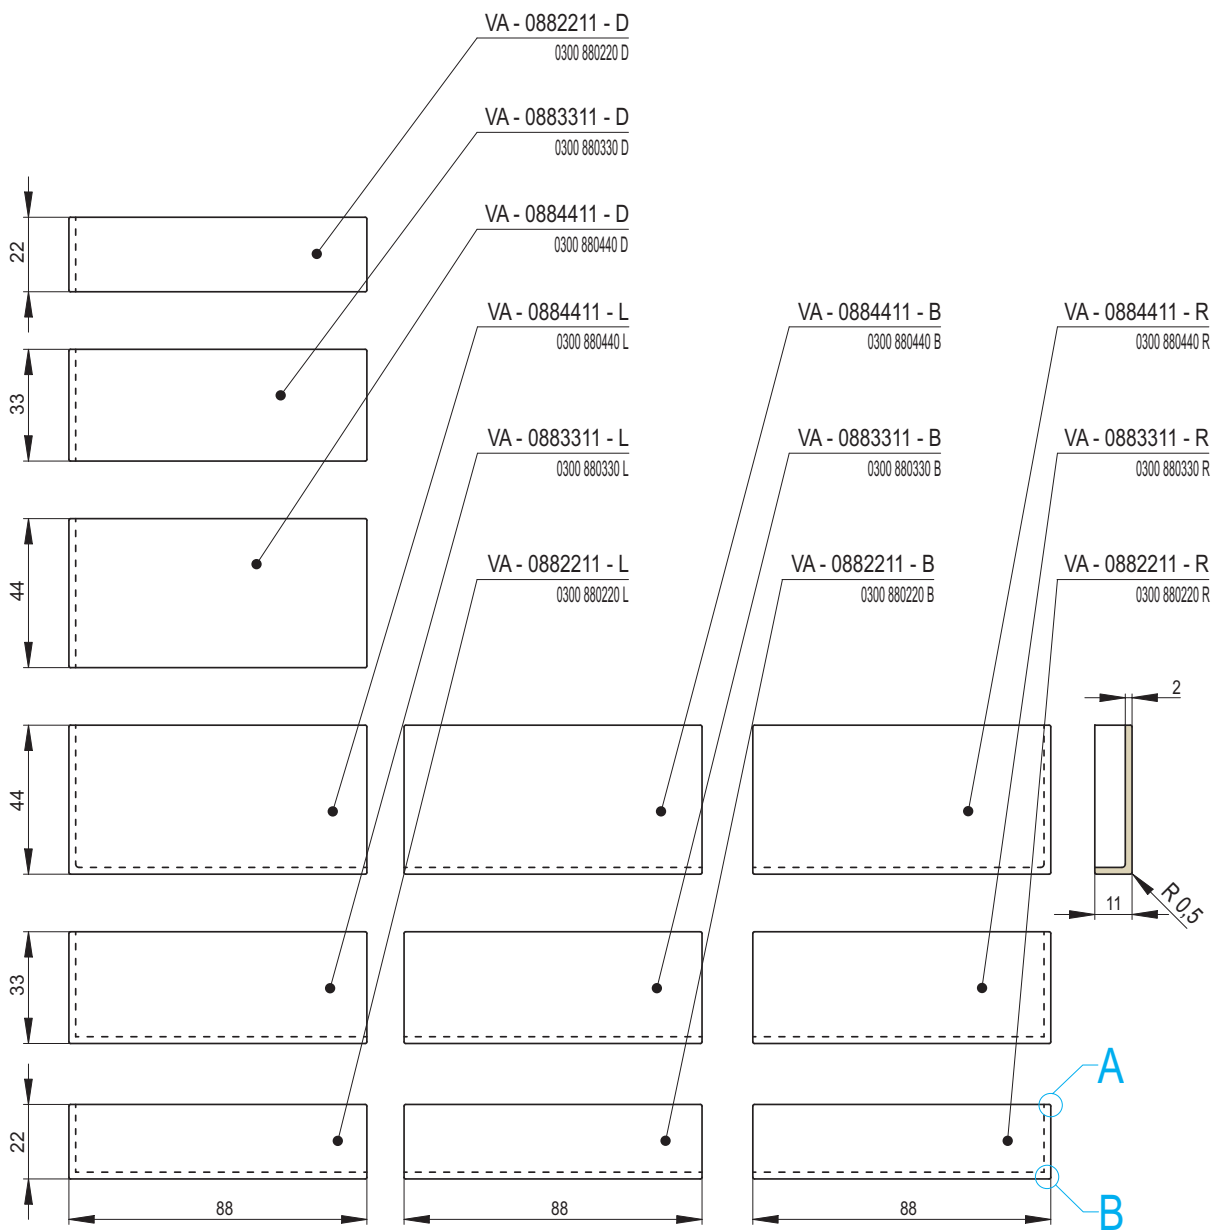 VA - 0882211 - D
0300 880220 D
VA - 0883311 - D
0300 880330 D
VA - 0884411 - D
0300 880440 D
22
33
44
VA - 0884411 - L
0300 880440 L
VA - 0884411 - B
0300 880440 B
VA - 0884411 - R
0300 880440 R
VA - 0883311 - L
0300 880330 L
VA - 0883311 - B
0300 880330 B
VA - 0883311 - R
0300 880330 R
VA - 0882211 - L
0300 880220 L
VA - 0882211 - B
0300 880220 B
VA - 0882211 - R
0300 880220 R
2
44
11
R 0,5
33
A
22
88
88
88
B